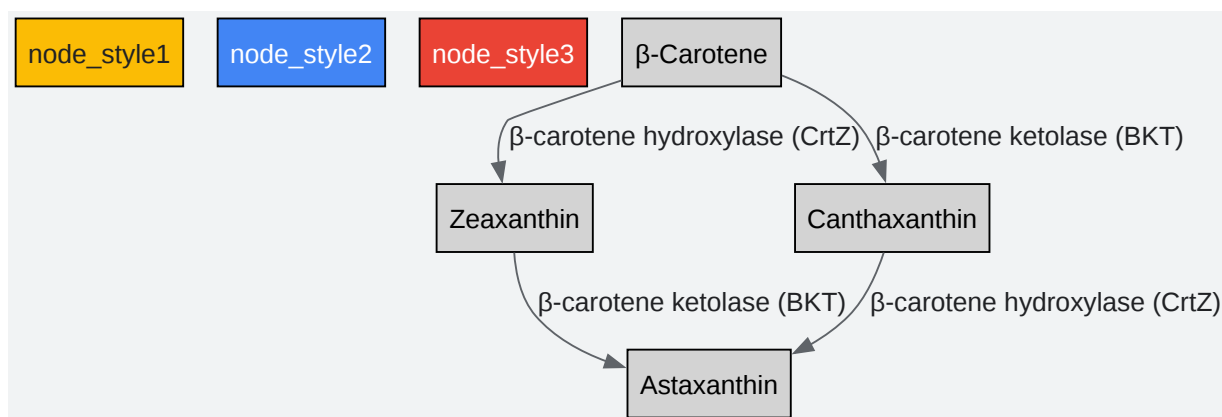 node_style1
node_style2
node_style3
β-Carotene
β-carotene hydroxylase (CrtZ)
β-carotene ketolase (BKT)
Zeaxanthin
Canthaxanthin
β-carotene ketolase (BKT)
β-carotene hydroxylase (CrtZ)
Astaxanthin